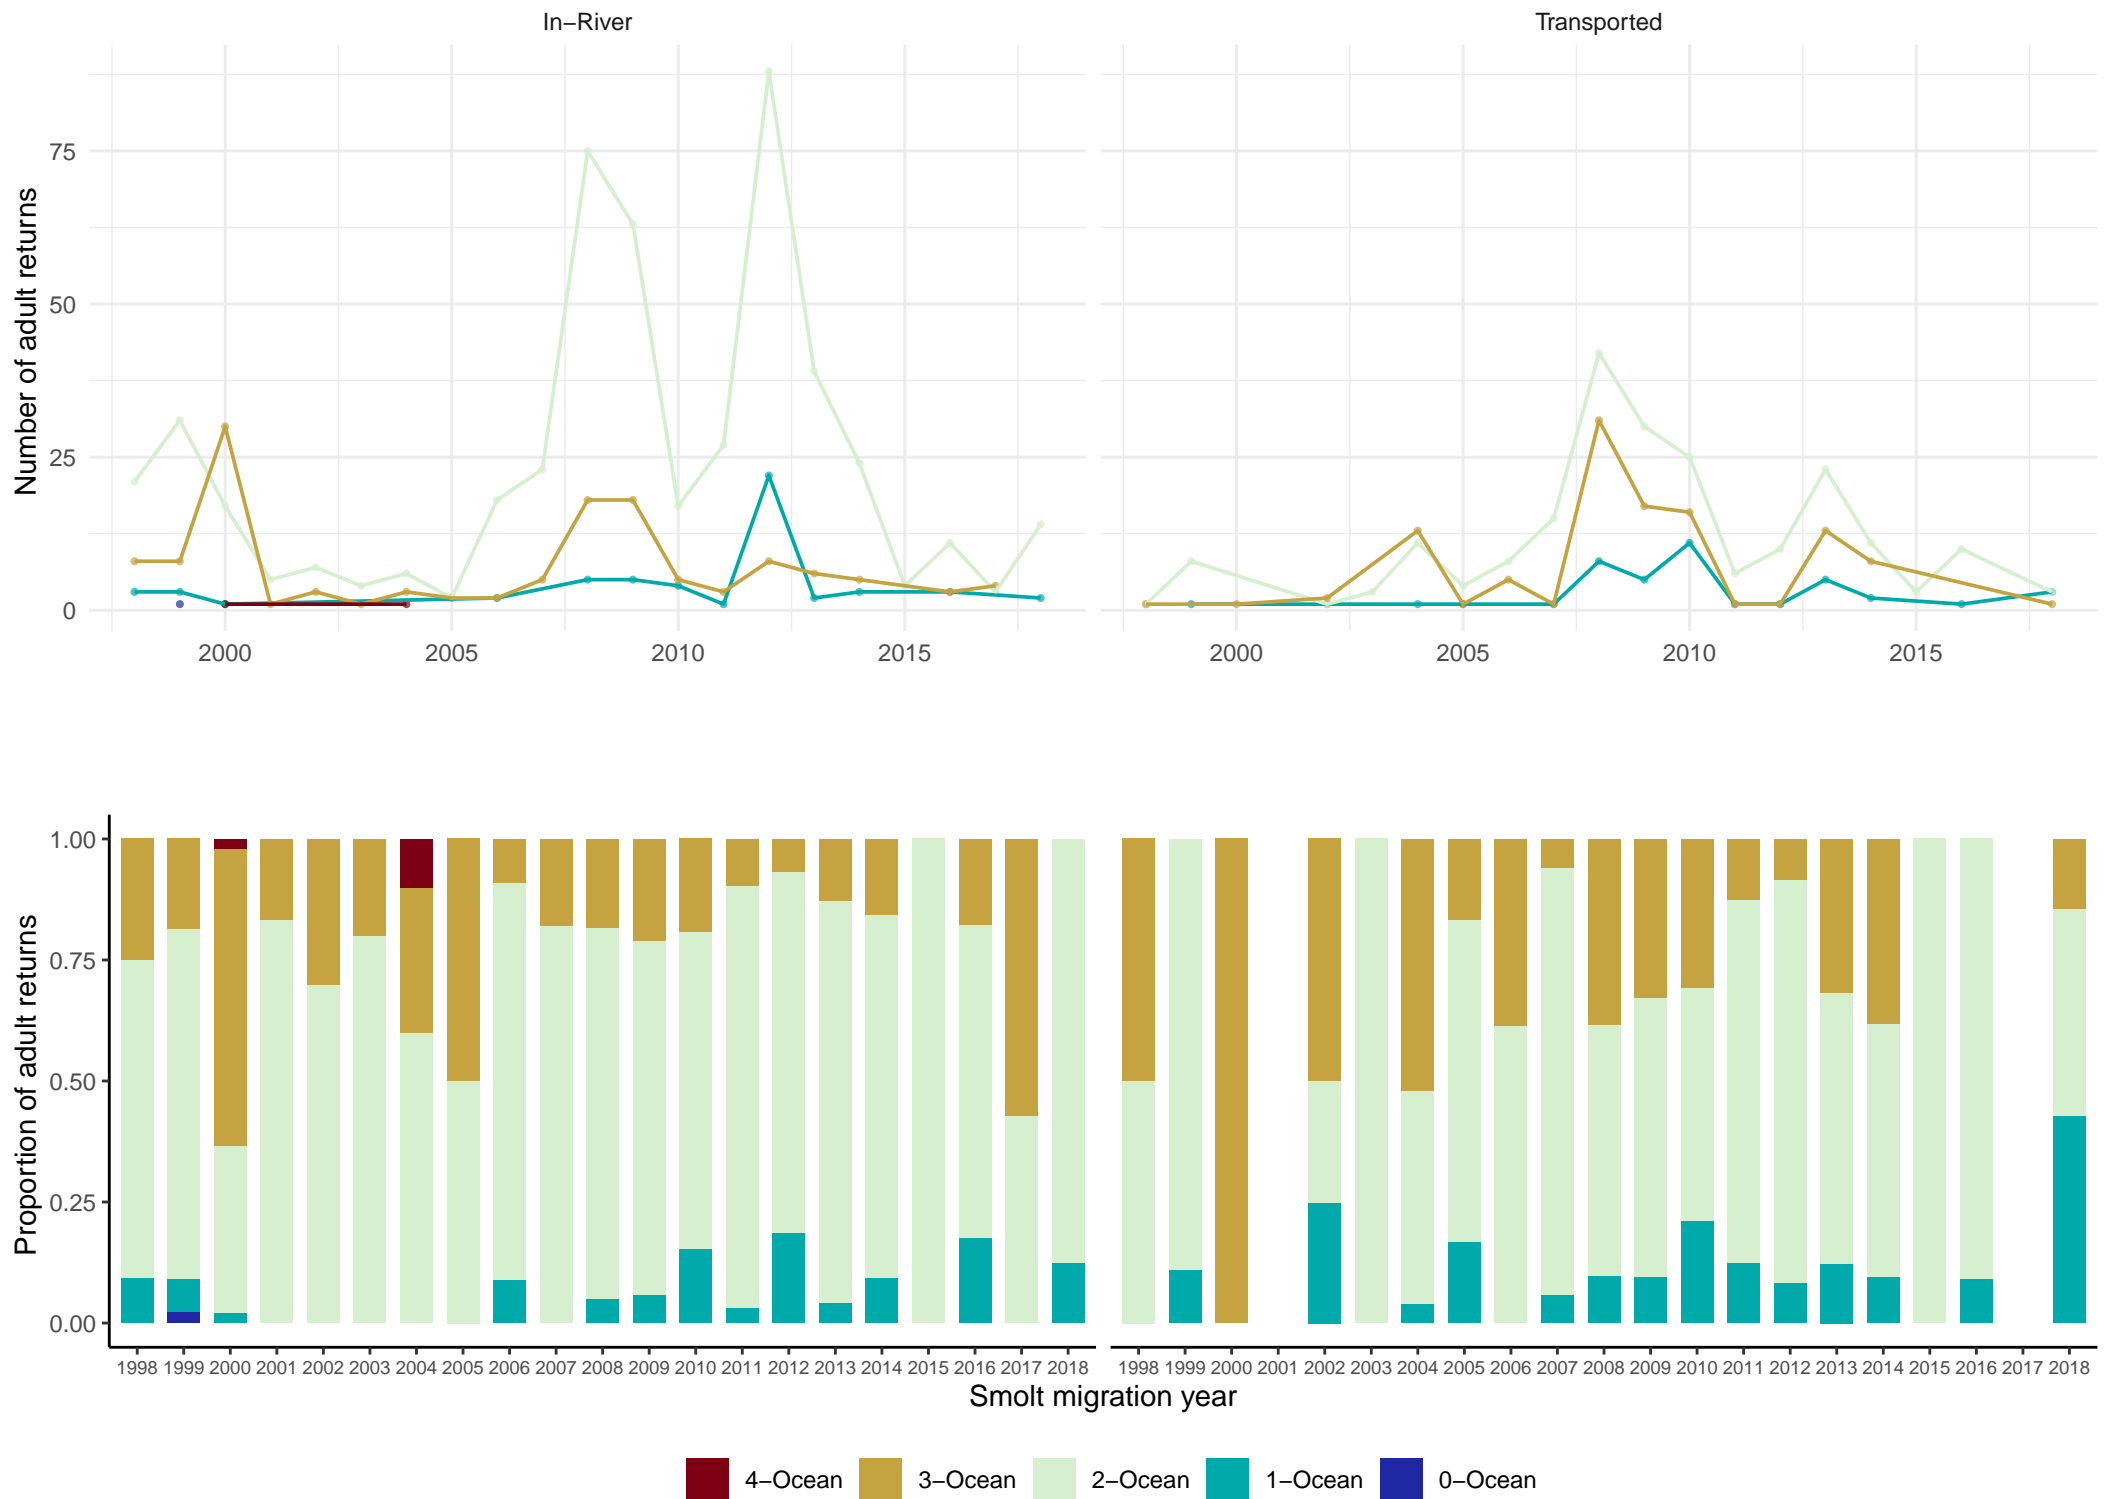 In−River Transported
Number of adult returns
75
50
25
0
2000 2005 2010 2015 2000 2005 2010 2015
Proportion of adult returns
1.00
0.75
0.50
0.25
0.00
1998 1999 2000 2001 2002 2003 2004 2005 2006 2007 2008 2009 2010 2011 2012 2013 2014 2015 2016 2017 2018 1998 1999 2000 2001 2002 2003 2004 2005 2006 2007 2008 2009 2010 2011 2012 2013 2014 2015 2016 2017 2018
Smolt migration year
4−Ocean 3−Ocean 2−Ocean 1−Ocean 0−Ocean